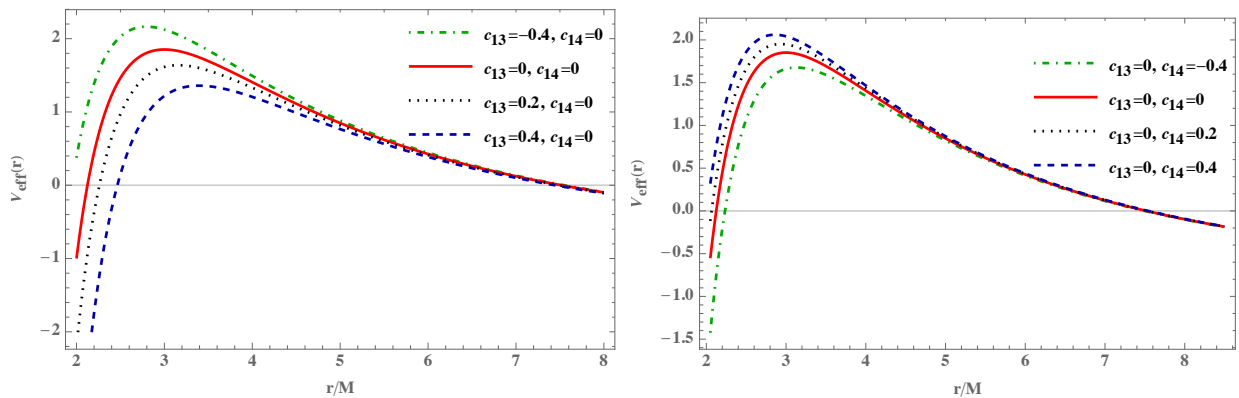 2
1
0
−1
−2
2
3
4
5
6
7
8
V_eff(r)
r/M
c13=−0.4, c14=0
c13=0, c14=0
c13=0.2, c14=0
c13=0.4, c14=0
2.0
1.5
1.0
0.5
0.0
−0.5
−1.0
−1.5
2
3
4
5
6
7
8
V_eff(r)
r/M
c13=0, c14=−0.4
c13=0, c14=0
c13=0, c14=0.2
c13=0, c14=0.4